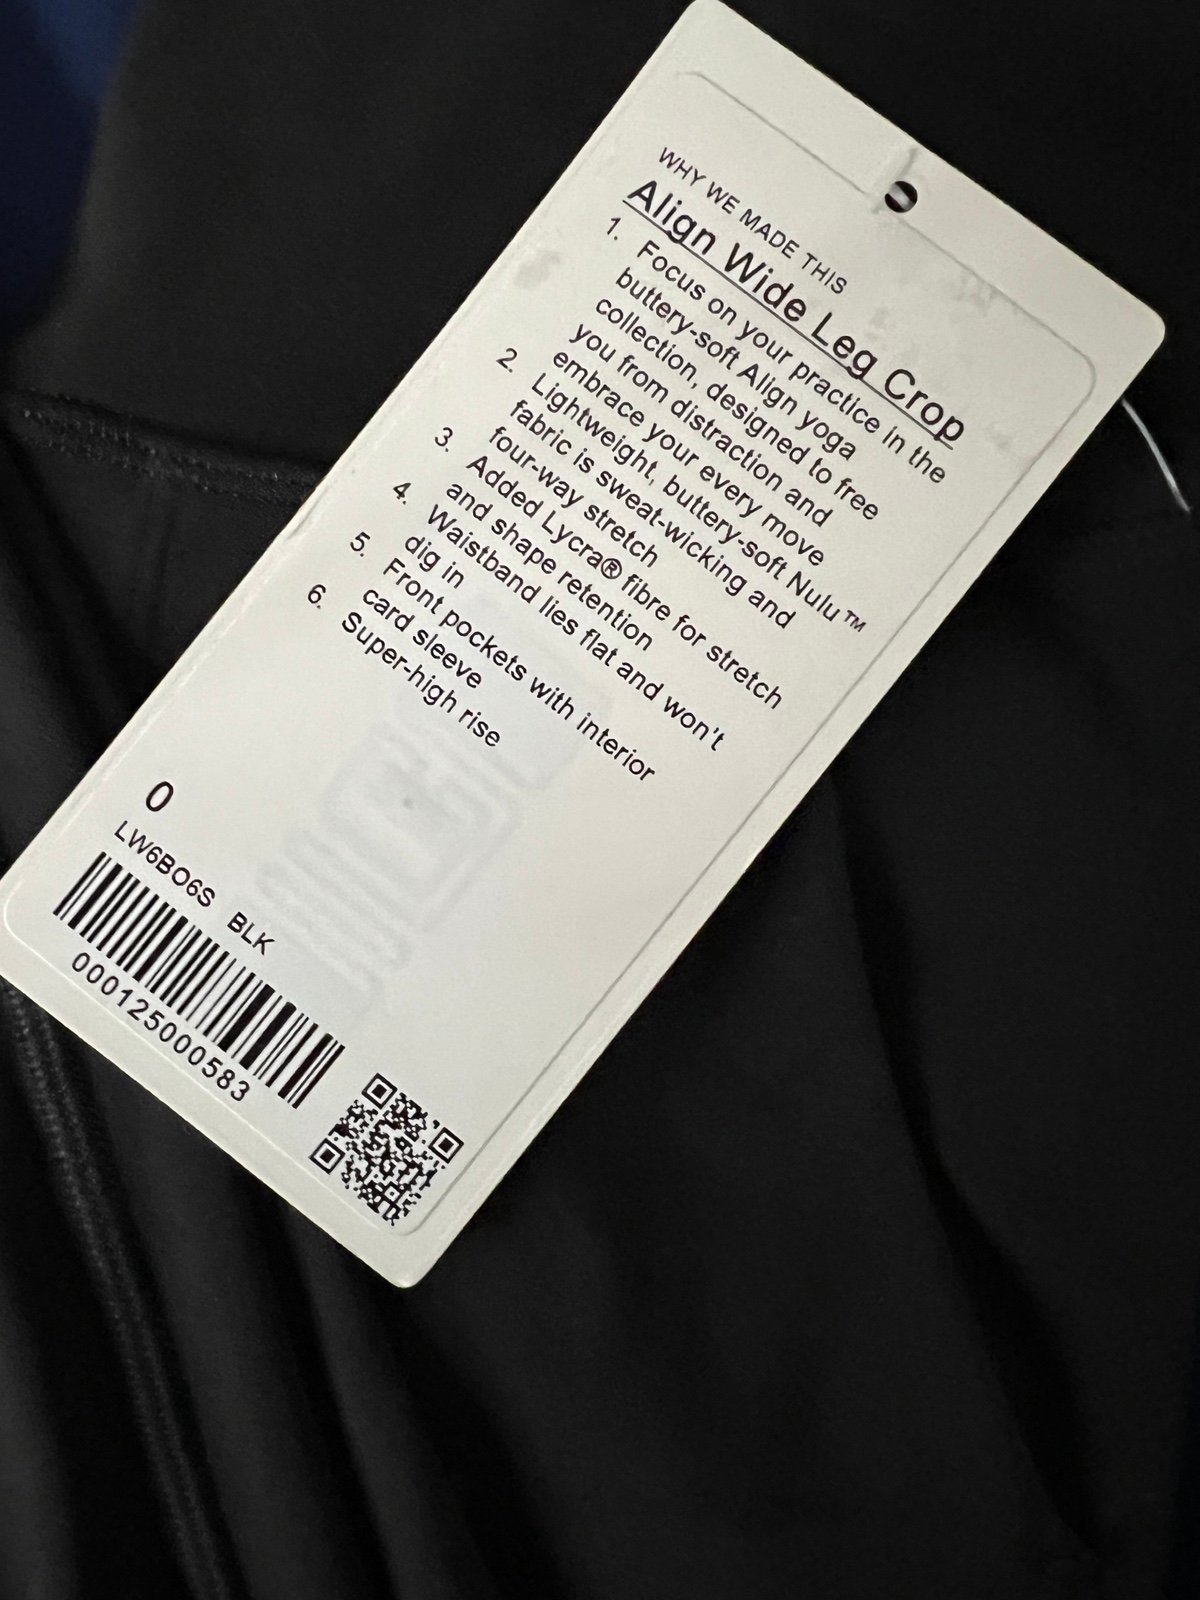 WHY WE MADE THIS
Align Wide Leg Crop
1. Focus on your practice in the
buttery-soft Align yoga
collection, designed to free
you from distraction and
embrace your every move
2. Lightweight, buttery-soft Nulu™
fabric is sweat-wicking and
four-way stretch
3. Added Lycra® fibre for stretch
and shape retention
4. Waistband lies flat and won't
dig in
5. Front pockets with interior
card sleeve
6. Super-high rise
0
LW6BO6S BLK
000125000583